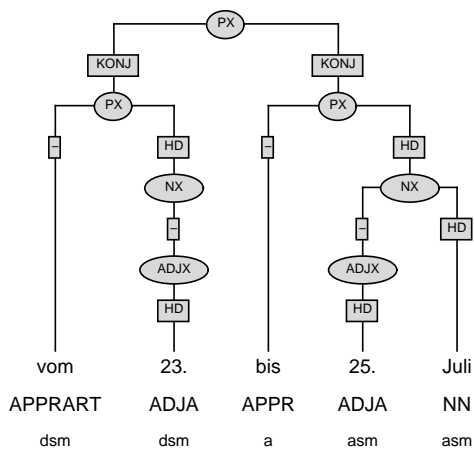 PX
KONJ KONJ
PX PX
– HD – HD
NX NX
– – HD
ADJX ADJX
HD HD
vom 23. bis 25. Juli
APPRART ADJA APPR ADJA NN
dsm dsm a asm asm